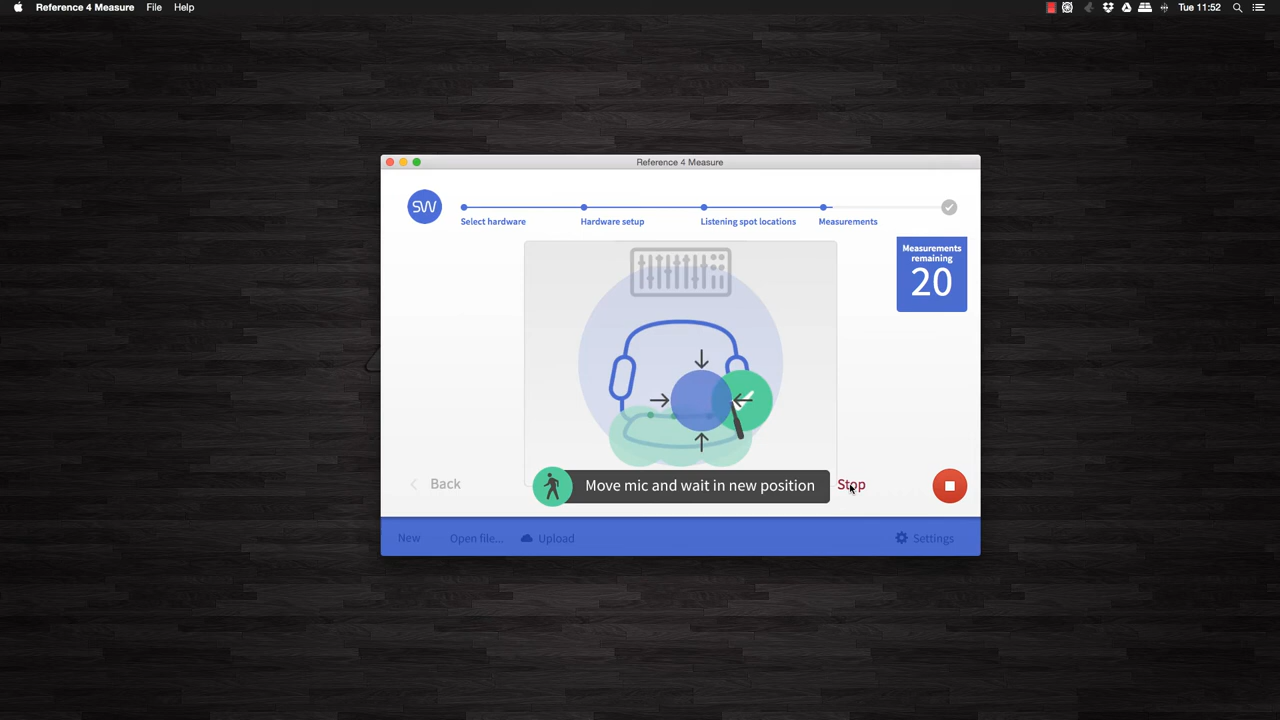 Reference 4 Measure File Help Tue 11:52
Reference 4 Measure
SW
Select hardware Hardware setup Listening spot locations Measurements
Measurements
remaining
20
Back Move mic and wait in new position Stop
New Open file... Upload Settings